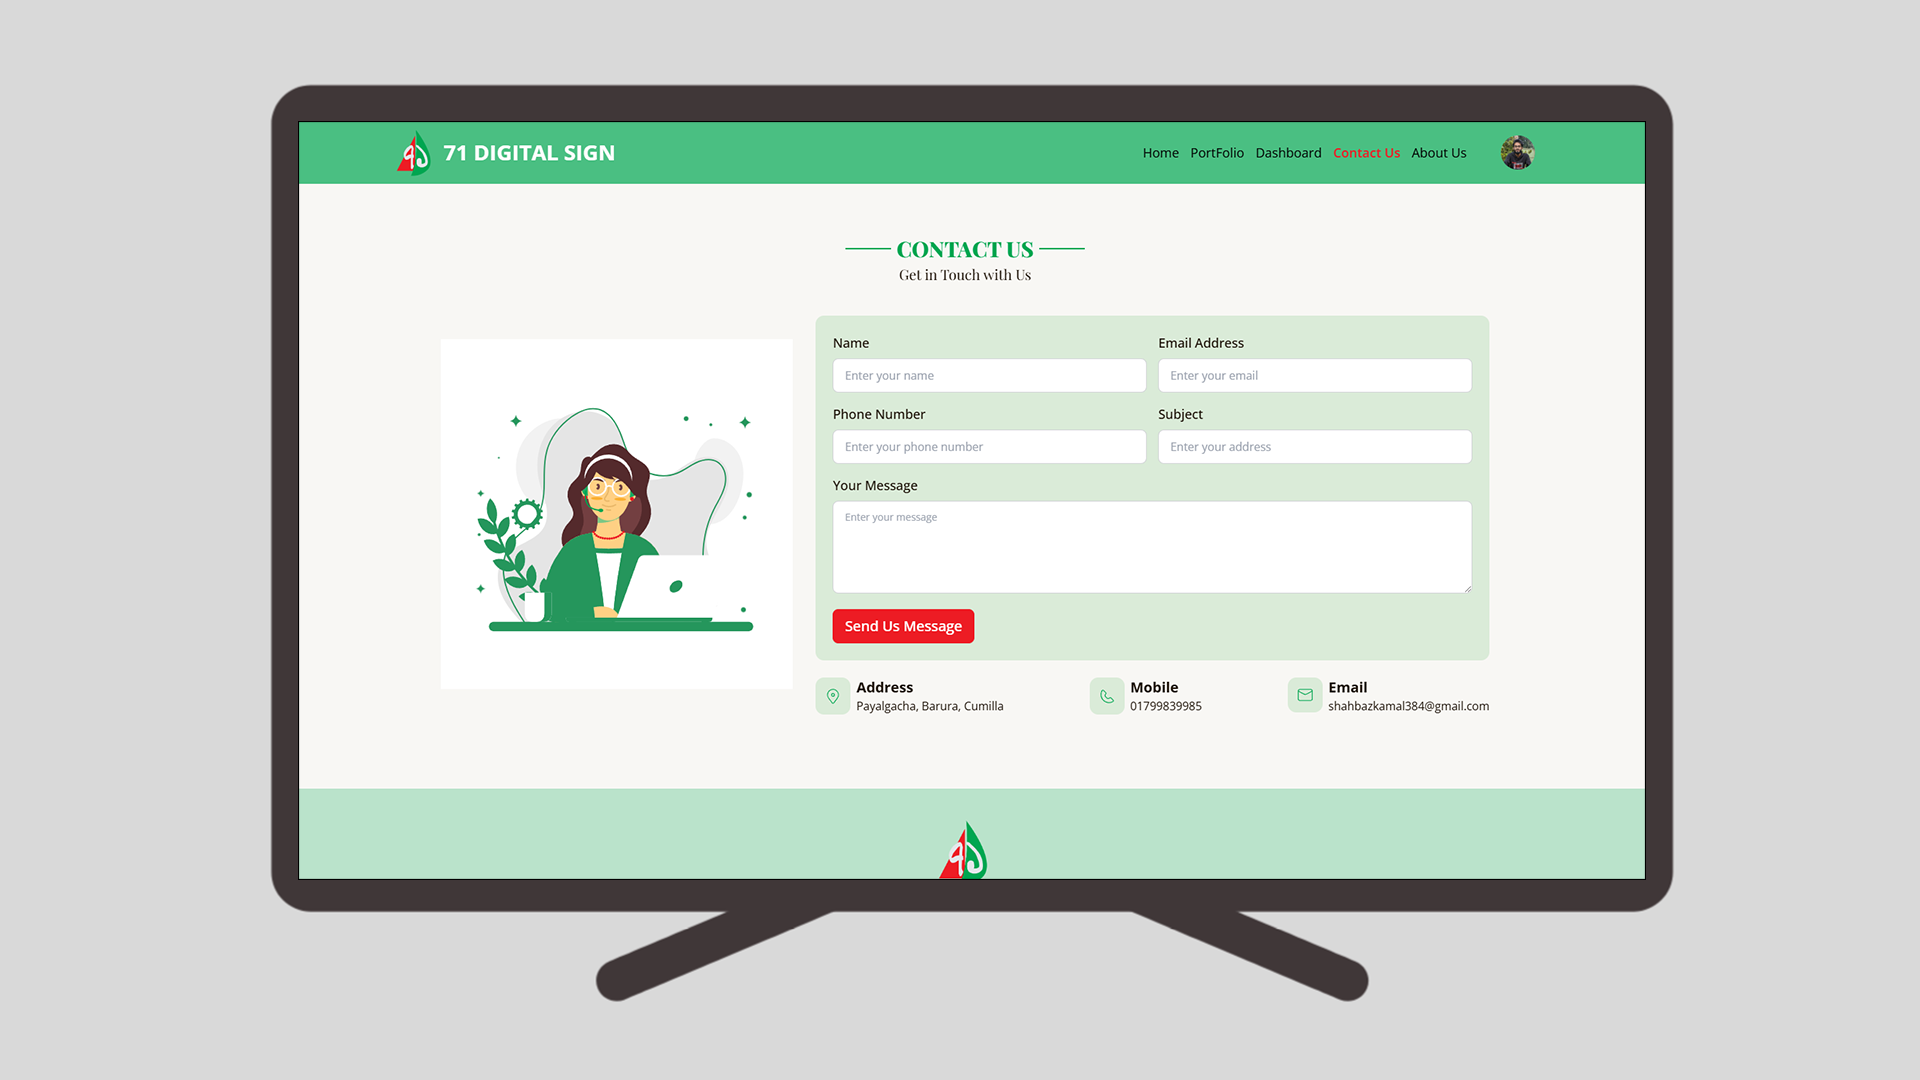 71 DIGITAL SIGN
Home PortFolio Dashboard Contact Us About Us
CONTACT US
Get in Touch with Us
Name Email Address
Enter your name Enter your email
Phone Number Subject
Enter your phone number Enter your address
Your Message
Enter your message
Send Us Message
Address Mobile Email
Payalgacha, Barura, Cumilla 01799839985 shahbazkamal384@gmail.com